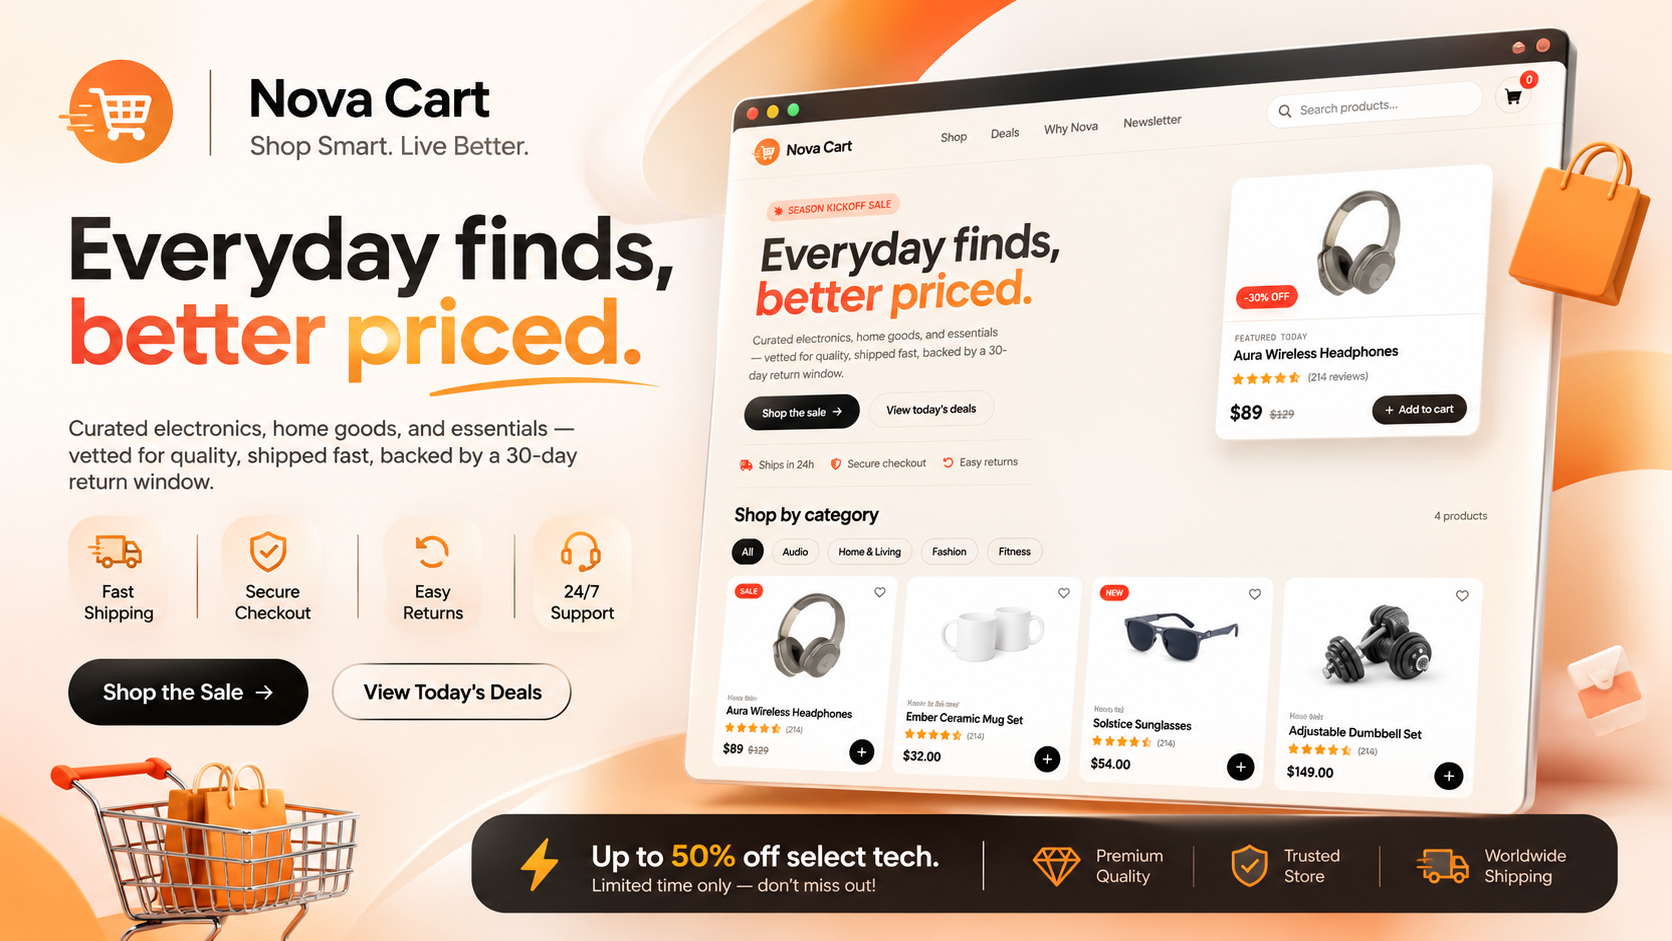 Nova Cart
Shop Smart. Live Better.
Everyday finds,
better priced.
Curated electronics, home goods, and essentials —
vetted for quality, shipped fast, backed by a 30-day
return window.
Fast
Shipping
Secure
Checkout
Easy
Returns
24/7
Support
Shop the Sale →
View Today's Deals
Nova Cart
Shop
Deals
Why Nova
Newsletter
Search products...
0
SEASON KICKOFF SALE
Everyday finds,
better priced.
Curated electronics, home goods, and essentials
— vetted for quality, shipped fast, backed by a 30-
day return window.
Shop the sale →
View today's deals
Ships in 24h
Secure checkout
Easy returns
-30% OFF
FEATURED TODAY
Aura Wireless Headphones
(214 reviews)
$89 $129
+ Add to cart
Shop by category
4 products
All
Audio
Home & Living
Fashion
Fitness
SALE
Aura Wireless Headphones
(214)
$89 $129
+
Ember Ceramic Mug Set
(214)
$32.00
+
NEW
Solstice Sunglasses
(214)
$54.00
+
Adjustable Dumbbell Set
$149.00
+
Up to 50% off select tech.
Limited time only — don't miss out!
Premium
Quality
Trusted
Store
Worldwide
Shipping